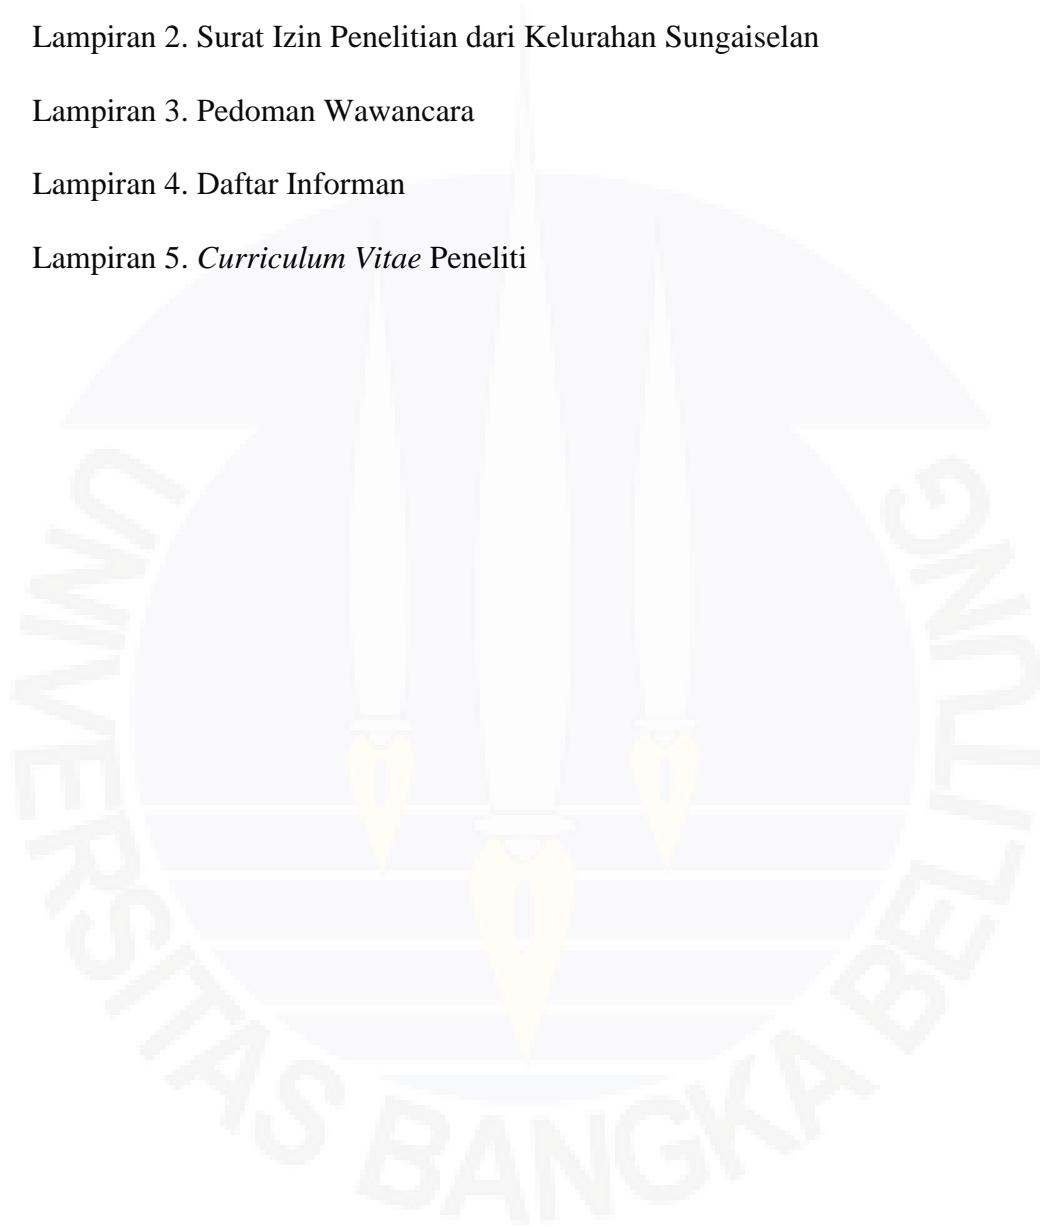 Lampiran 2. Surat Izin Penelitian dari Kelurahan Sungaiselan
Lampiran 3. Pedoman Wawancara
Lampiran 4. Daftar Informan
Lampiran 5. Curriculum Vitae Peneliti
UNIVERSITAS BANGKA BELITUNG